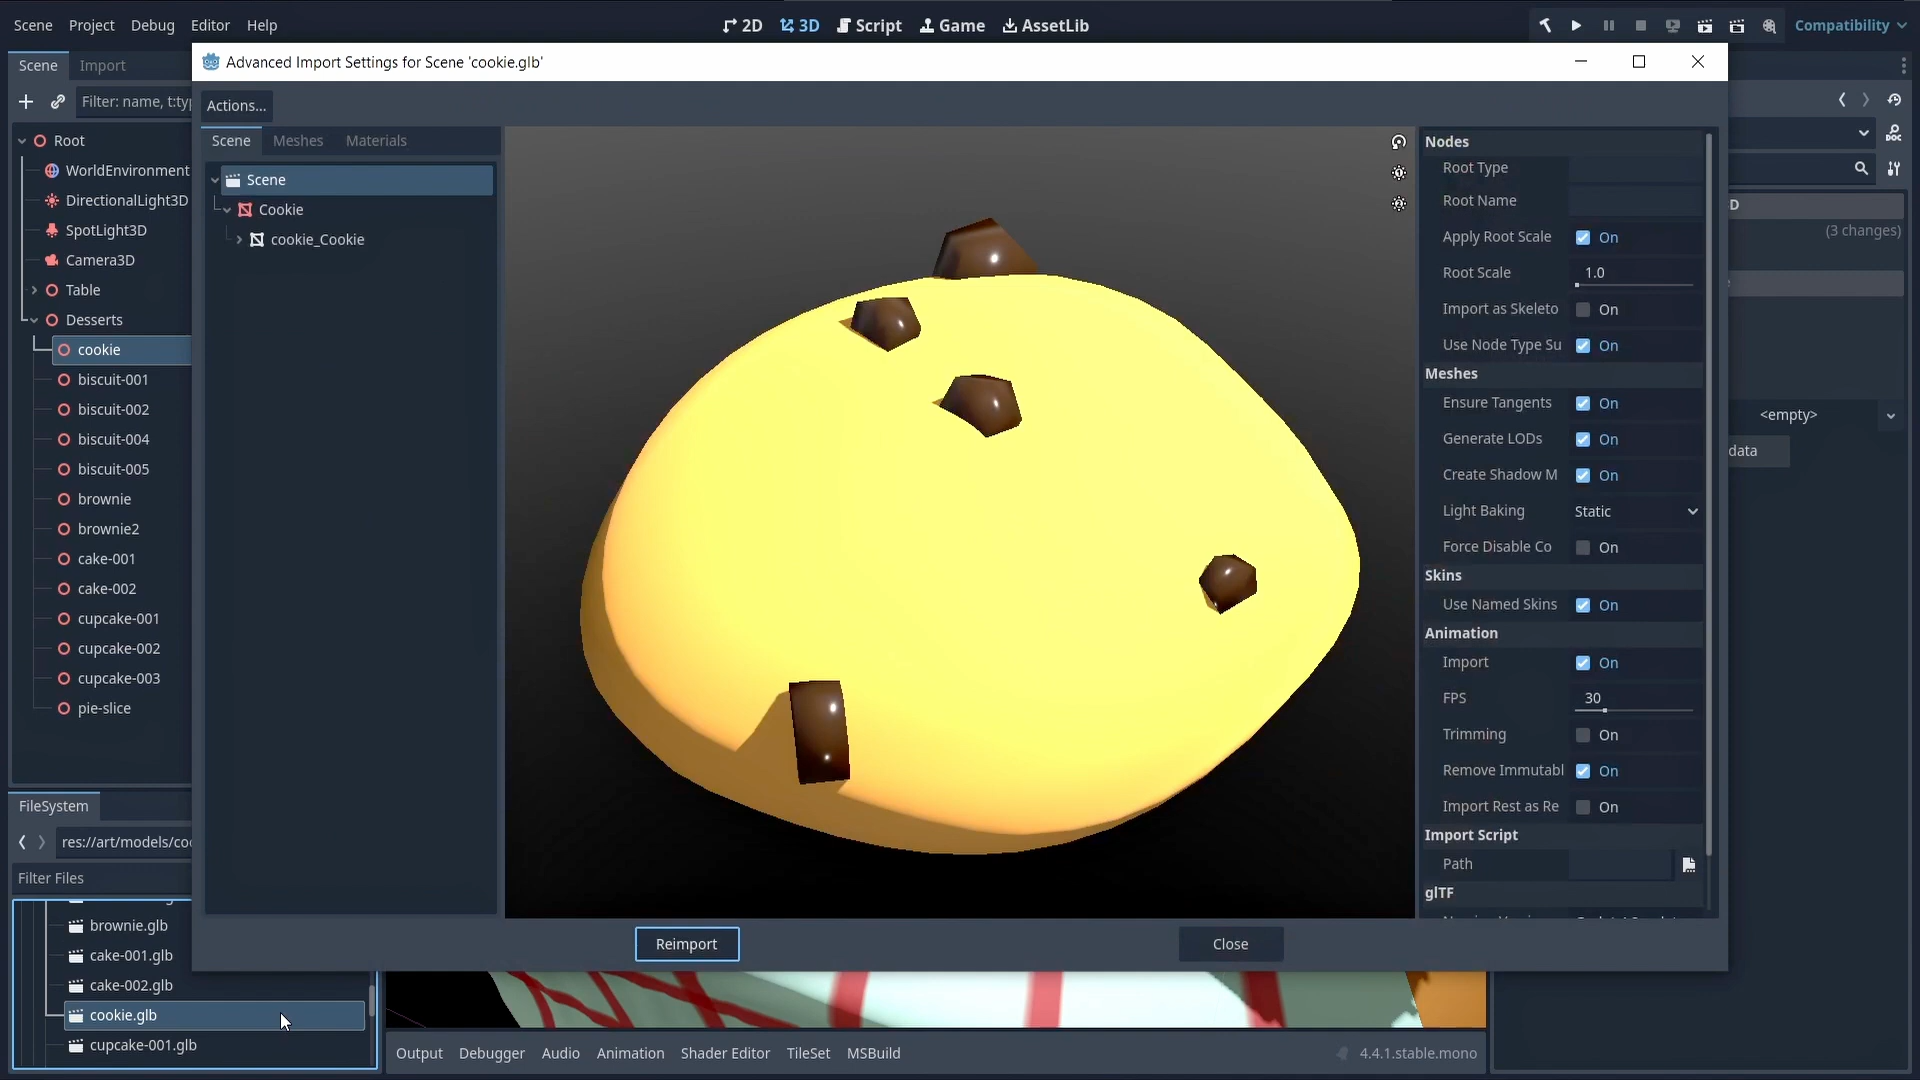 Scene Project Debug Editor Help
2D 3D Script Game AssetLib
Compatibility
Scene Import
Filter: name, t:ty
Root
WorldEnvironment
DirectionalLight3D
SpotLight3D
Camera3D
Table
Desserts
cookie
biscuit-001
biscuit-002
biscuit-004
biscuit-005
brownie
brownie2
cake-001
cake-002
cupcake-001
cupcake-002
cupcake-003
pie-slice
FileSystem
res://art/models/coo
Filter Files
brownie.glb
cake-001.glb
cake-002.glb
cookie.glb
cupcake-001.glb
Advanced Import Settings for Scene 'cookie.glb'
Actions...
Scene Meshes Materials
Scene
Cookie
cookie_Cookie
Nodes
Root Type
Root Name
Apply Root Scale On
Root Scale 1.0
Import as Skeleto On
Use Node Type Su On
Meshes
Ensure Tangents On
Generate LODs On
Create Shadow M On
Light Baking Static
Force Disable Co On
Skins
Use Named Skins On
Animation
Import On
FPS 30
Trimming On
Remove Immutabl On
Import Rest as Re On
Import Script
Path
glTF
Reimport Close
D
(3 changes)
<empty>
data
Output Debugger Audio Animation Shader Editor TileSet MSBuild
4.4.1.stable.mono